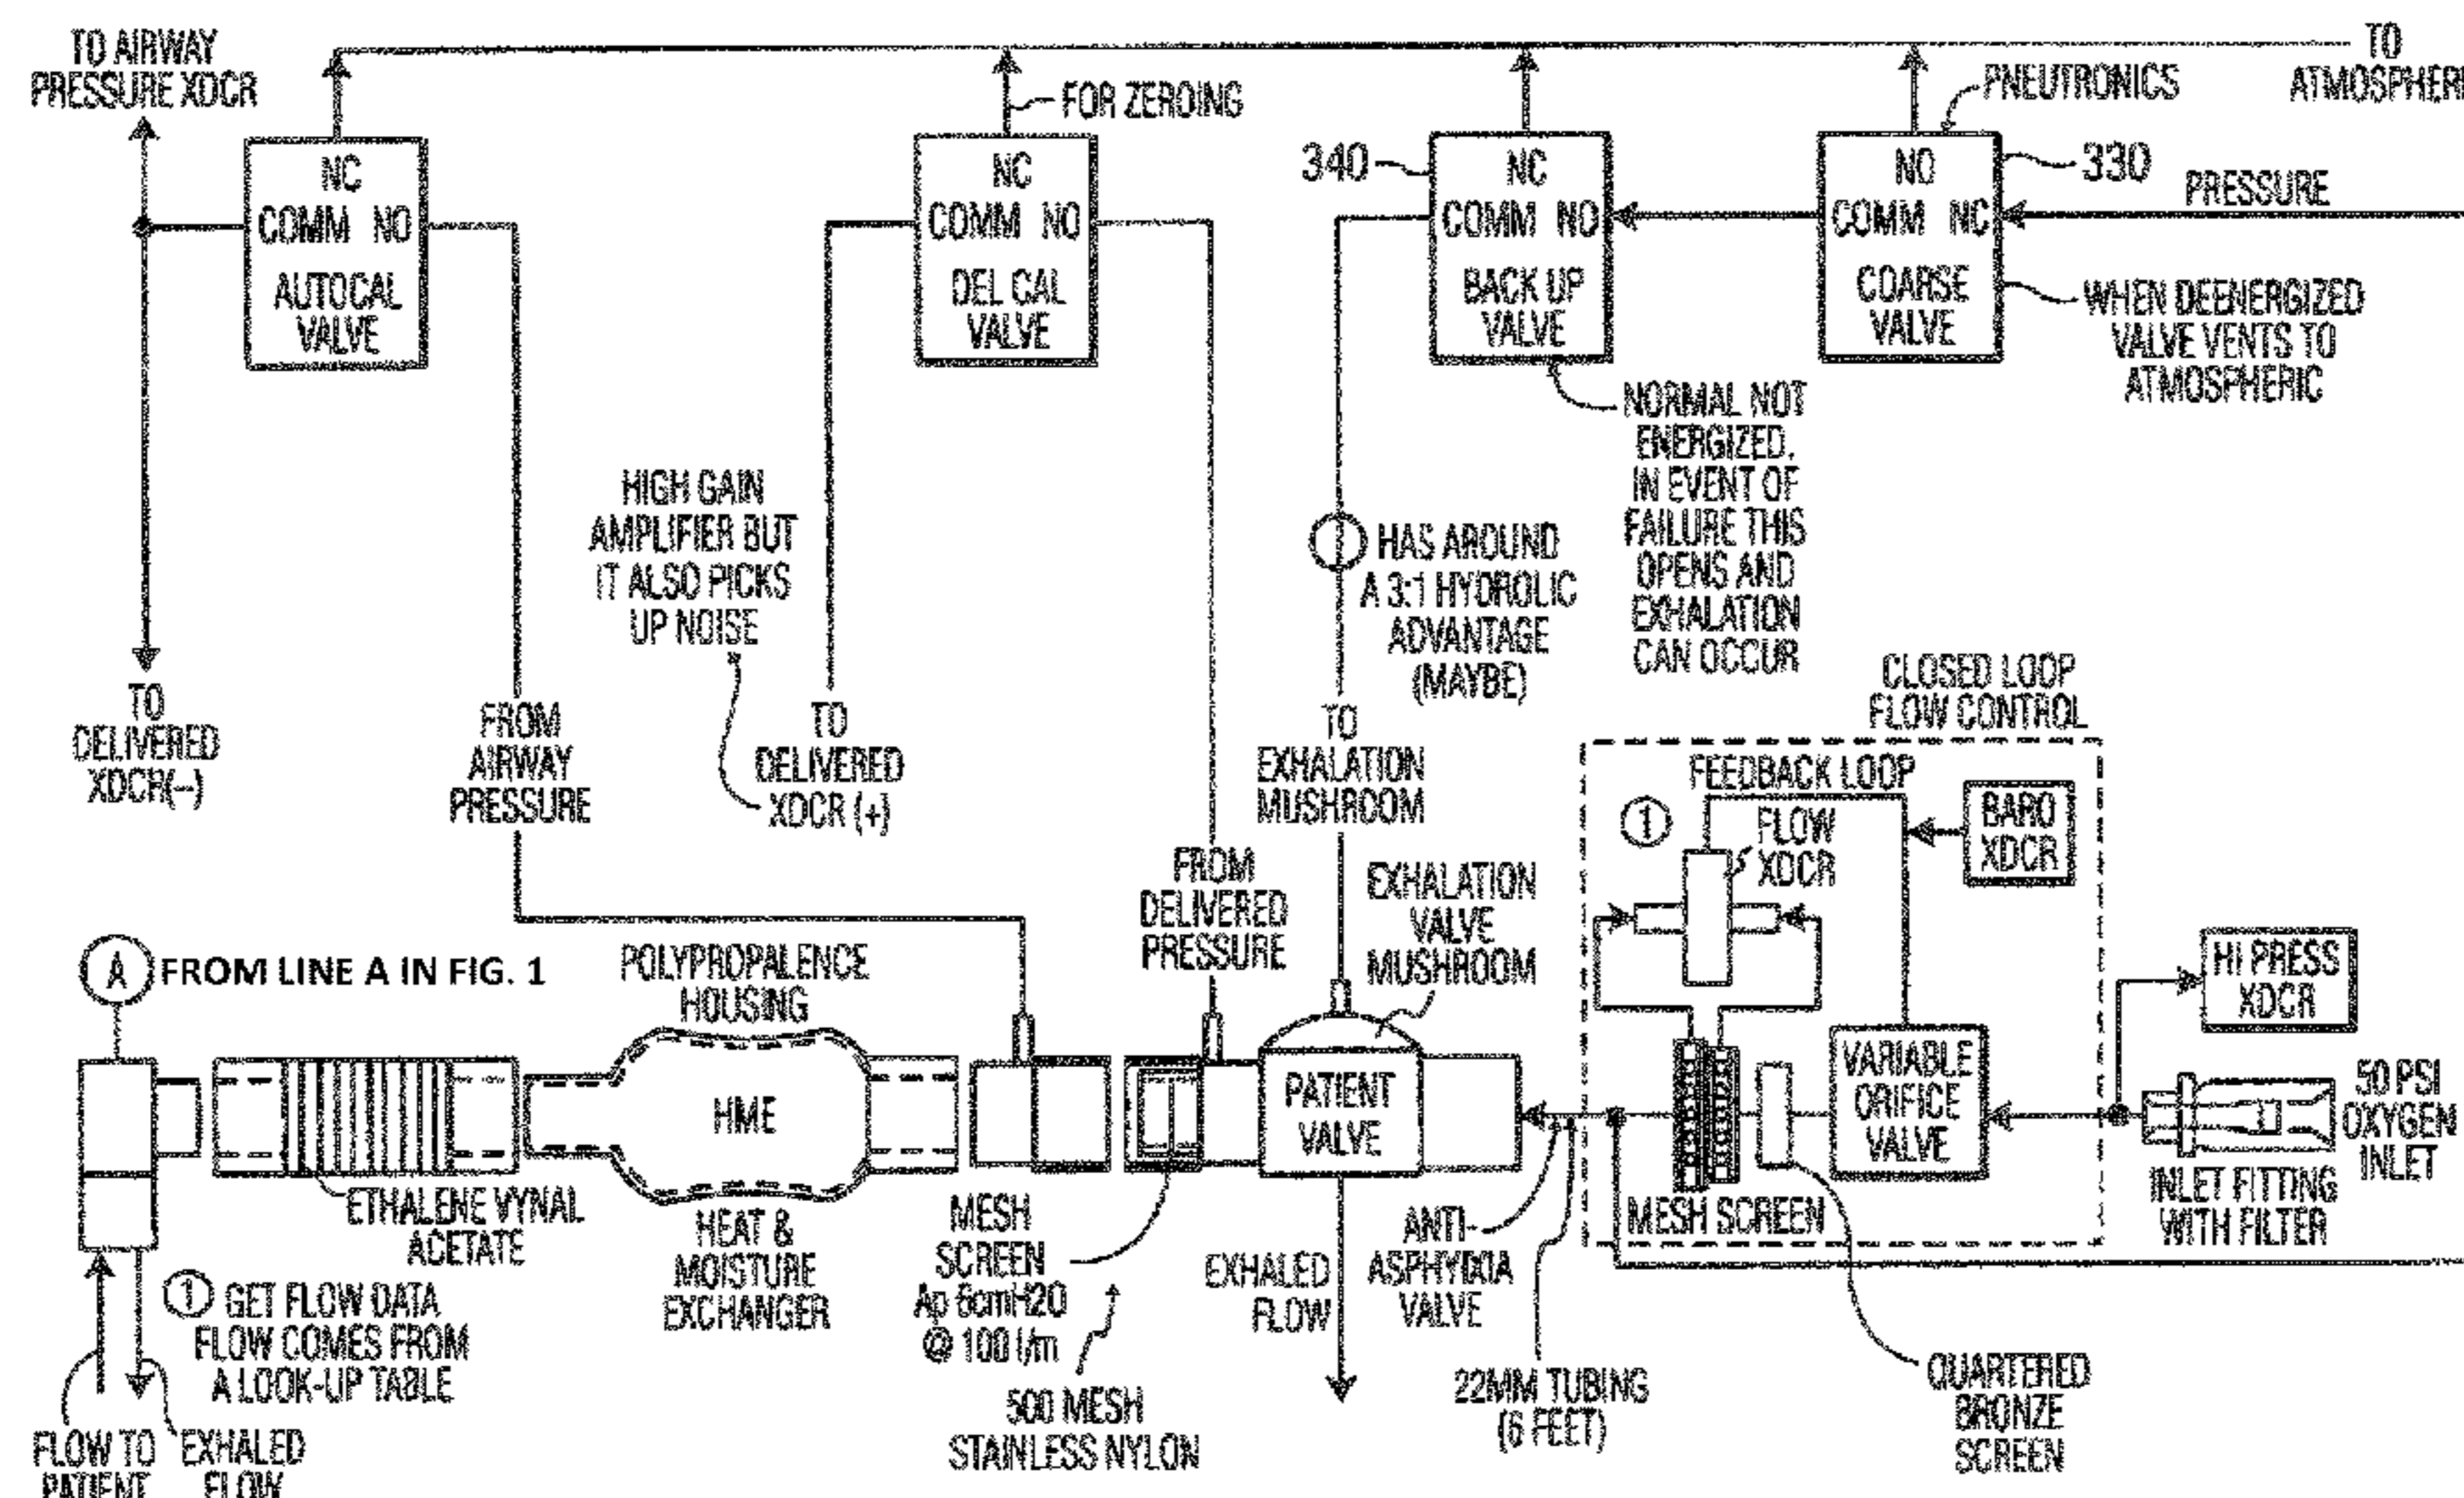 TO AIRWAY
PRESSURE XDCR
TO
ATMOSPHERI
FOR ZEROING
PNEUTRONICS
NC
COMM NO
AUTOCAL
VALVE
NC
COMM NO
DEL CAL
VALVE
340
NC
COMM NO
BACK UP
VALVE
NO
COMM NC
COARSE
VALVE
330
PRESSURE
WHEN DEENERGIZED
VALVE VENTS TO
ATMOSPHERIC
NORMAL NOT
ENERGIZED.
IN EVENT OF
FAILURE THIS
OPENS AND
EXHALATION
CAN OCCUR
HIGH GAIN
AMPLIFIER BUT
IT ALSO PICKS
UP NOISE
HAS AROUND
A 3:1 HYDROLIC
ADVANTAGE
(MAYBE)
TO
DELIVERED
XDCR(--)
FROM
AIRWAY
PRESSURE
TO
DELIVERED
XDCR (+)
TO
EXHALATION
MUSHROOM
CLOSED LOOP
FLOW CONTROL
FEEDBACK LOOP
1
FLOW
XDCR
BARO
XDCR
FROM
DELIVERED
PRESSURE
EXHALATION
VALVE
MUSHROOM
A FROM LINE A IN FIG. 1
POLYPROPALENCE
HOUSING
HI PRESS
XDCR
HME
PATIENT
VALVE
VARIABLE
ORIFICE
VALVE
50 PSI
OXYGEN
INLET
ETHALENE VYNAL
ACETATE
HEAT &
MOISTURE
EXCHANGER
MESH
SCREEN
Ap 6cmH2O
@ 100 l/m
EXHALED
FLOW
ANTI-
ASPHYIXIA
VALVE
MESH SCREEN
INLET FITTING
WITH FILTER
1 GET FLOW DATA
FLOW COMES FROM
A LOOK-UP TABLE
500 MESH
STAINLESS NYLON
22MM TUBING
(6 FEET)
QUARTERED
BRONZE
SCREEN
FLOW TO
PATIENT
EXHALED
FLOW